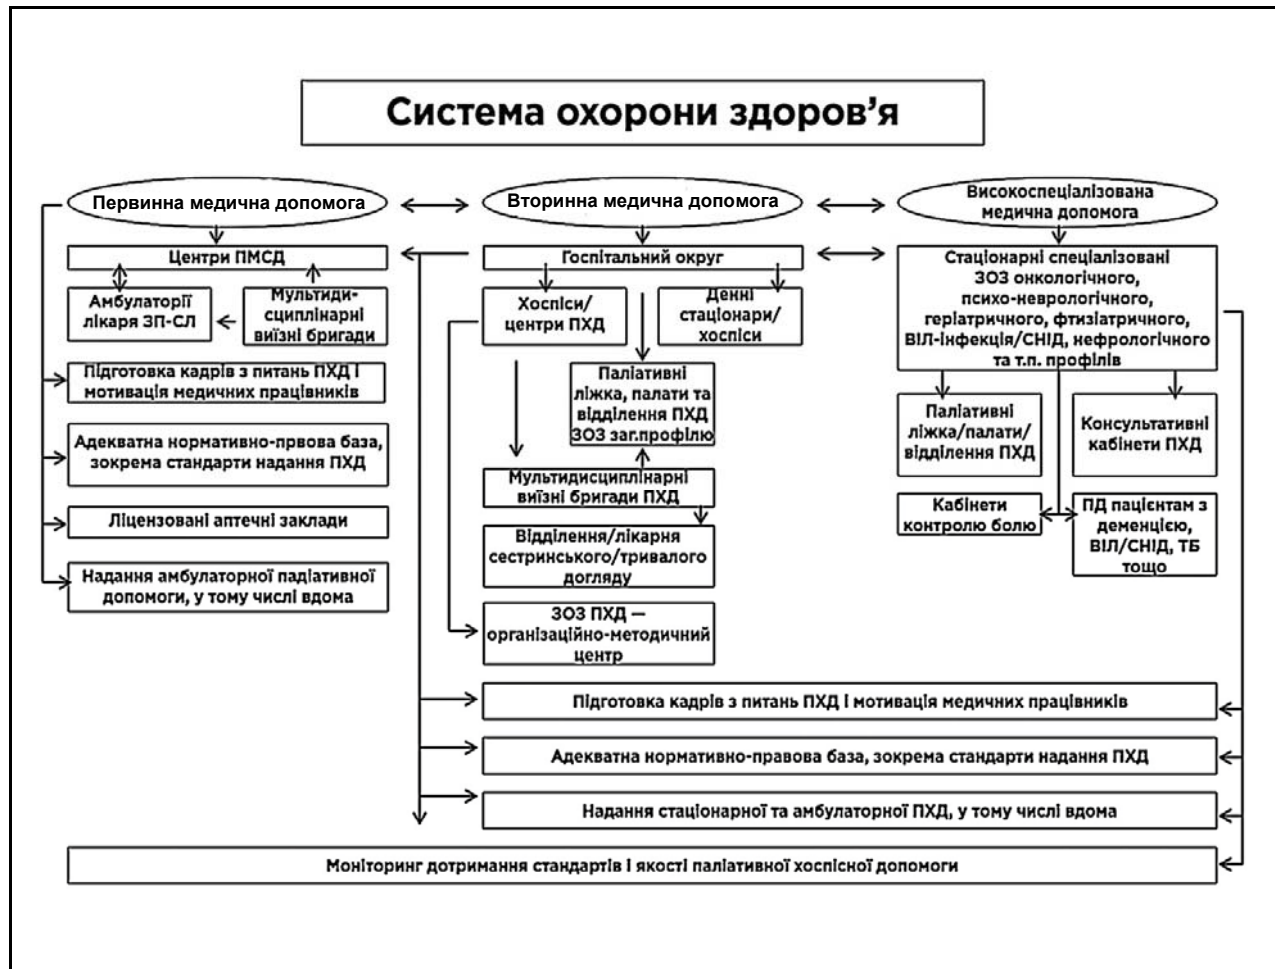 Система охорони здоров’я
Первинна медична допомога
Вторинна медична допомога
Високоспеціалізована
медична допомога
Центри ПМСД
Госпітальний округ
Стаціонарні спеціалізовані
ЗОЗ онкологічного,
психо-неврологічного,
геріатричного, фтизіатричного,
ВІЛ-інфекція/СНІД, нефрологічного
та т.п. профілів
Амбулаторії
лікаря ЗП-СЛ
Мультиди-
сциплінарні
виїзні бригади
Хоспіси/
центри ПХД
Денні
стаціонари/
хоспіси
Підготовка кадрів з питань ПХД і
мотивація медичних працівників
Паліативні
ліжка, палати та
відділення ПХД
ЗОЗ заг.профілю
Паліативні
ліжка/палати/
відділення ПХД
Консультативні
кабінети ПХД
Адекватна нормативно-првова база,
зокрема стандарти надання ПХД
Мультидисциплінарні
виїзні бригади ПХД
Кабінети
контролю болю
ПД пацієнтам з
деменцією,
ВІЛ/СНІД, ТБ
тощо
Ліцензовані аптечні заклади
Відділення/лікарня
сестринського/тривалого
догляду
Надання амбулаторної падіативної
допомоги, у тому числі вдома
ЗОЗ ПХД —
організаційно-методичний
центр
Підготовка кадрів з питань ПХД і мотивація медичних працівників
Адекватна нормативно-правова база, зокрема стандарти надання ПХД
Надання стаціонарної та амбулаторної ПХД, у тому числі вдома
Моніторинг дотримання стандартів і якості паліативної хоспісної допомоги